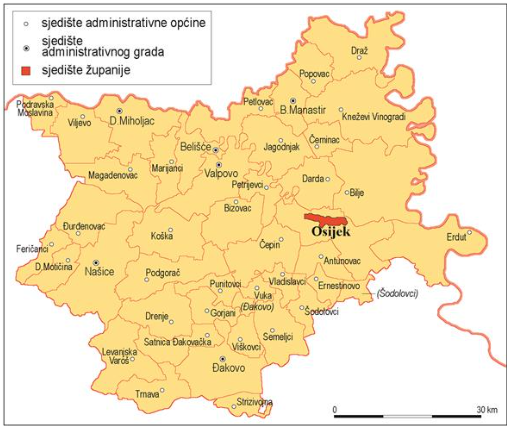 sjedište administrativne općine
sjedište
administrativnog grada
sjedište županije
Draž
Popovac
Podravska
Moslavina
Petlovac
B.Manastir
Viljevo
D.Miholjac
Kneževi Vinogradi
Belišće
Jagodnjak
Čeminac
Marijanci
Magadenovac
Valpovo
Petrijevci
Darda
Bilje
Bizovac
Đurđenovac
Koška
Osijek
Feričanci
Čepin
Erdut
D.Motičina
Našice
Antunovac
Podgorač
Punitovci
Vladislavci
Ernestinovo
Vuka
(Šodolovci)
(Đakovo)
Drenje
Gorjani
Šodolovci
Satnica Đakovačka
Semeljci
Viškovci
Levanjska
Varoš
Đakovo
Trnava
Strizivojna
0
30 km